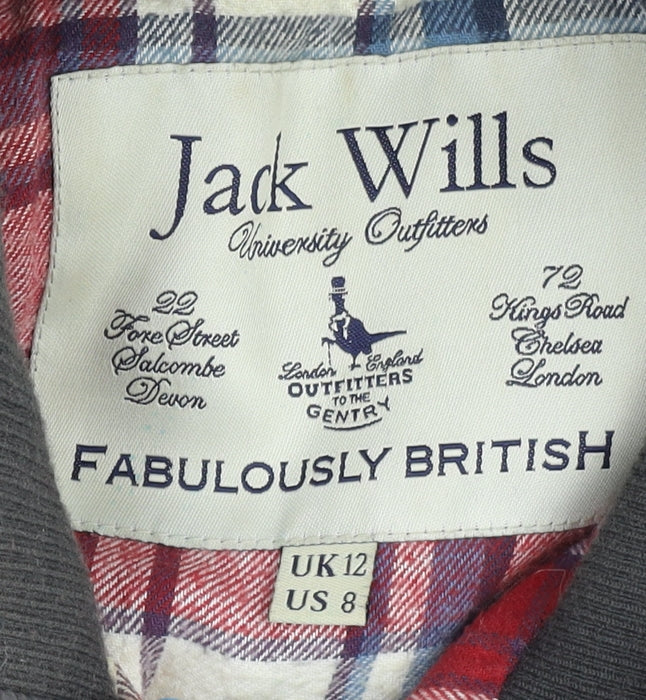 Jack Wills
University Outfitters
22
Fore Street
Salcombe
Devon
London England
OUTFITTERS
TO THE
GENTRY
72
Kings Road
Chelsea
London
FABULOUSLY BRITISH
UK 12
US 8